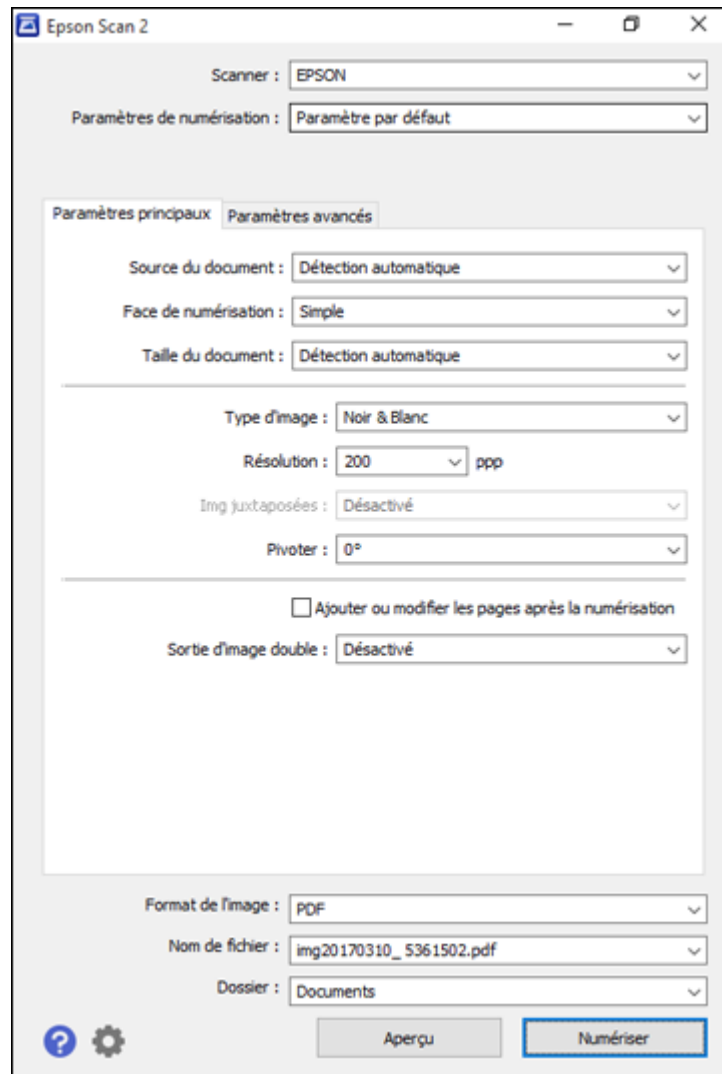 Epson Scan 2
Scanner : EPSON
Paramètres de numérisation : Paramètre par défaut
Paramètres principaux Paramètres avancés
Source du document : Détection automatique
Face de numérisation : Simple
Taille du document : Détection automatique
Type d'image : Noir & Blanc
Résolution : 200 ppp
Img juxtaposées : Désactivé
Pivoter : 0°
Ajouter ou modifier les pages après la numérisation
Sortie d'image double : Désactivé
Format de l'image : PDF
Nom de fichier : img20170310_ 5361502.pdf
Dossier : Documents
? Aperçu Numériser